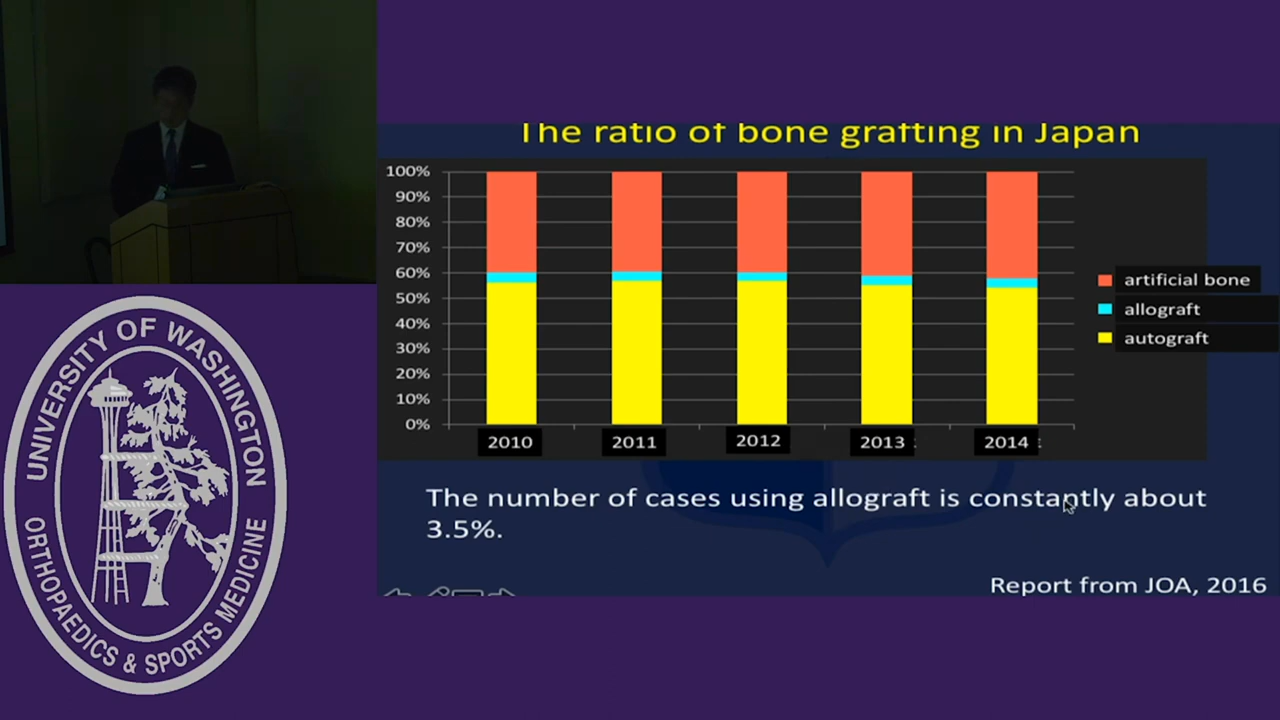 The ratio of bone grafting in Japan
100%
90%
80%
70%
60%
50%
40%
30%
20%
10%
0%
2010
2011
2012
2013
2014
artificial bone
allograft
autograft
The number of cases using allograft is constantly about
3.5%.
Report from JOA, 2016
UNIVERSITY OF WASHINGTON
ORTHOPAEDICS & SPORTS MEDICINE